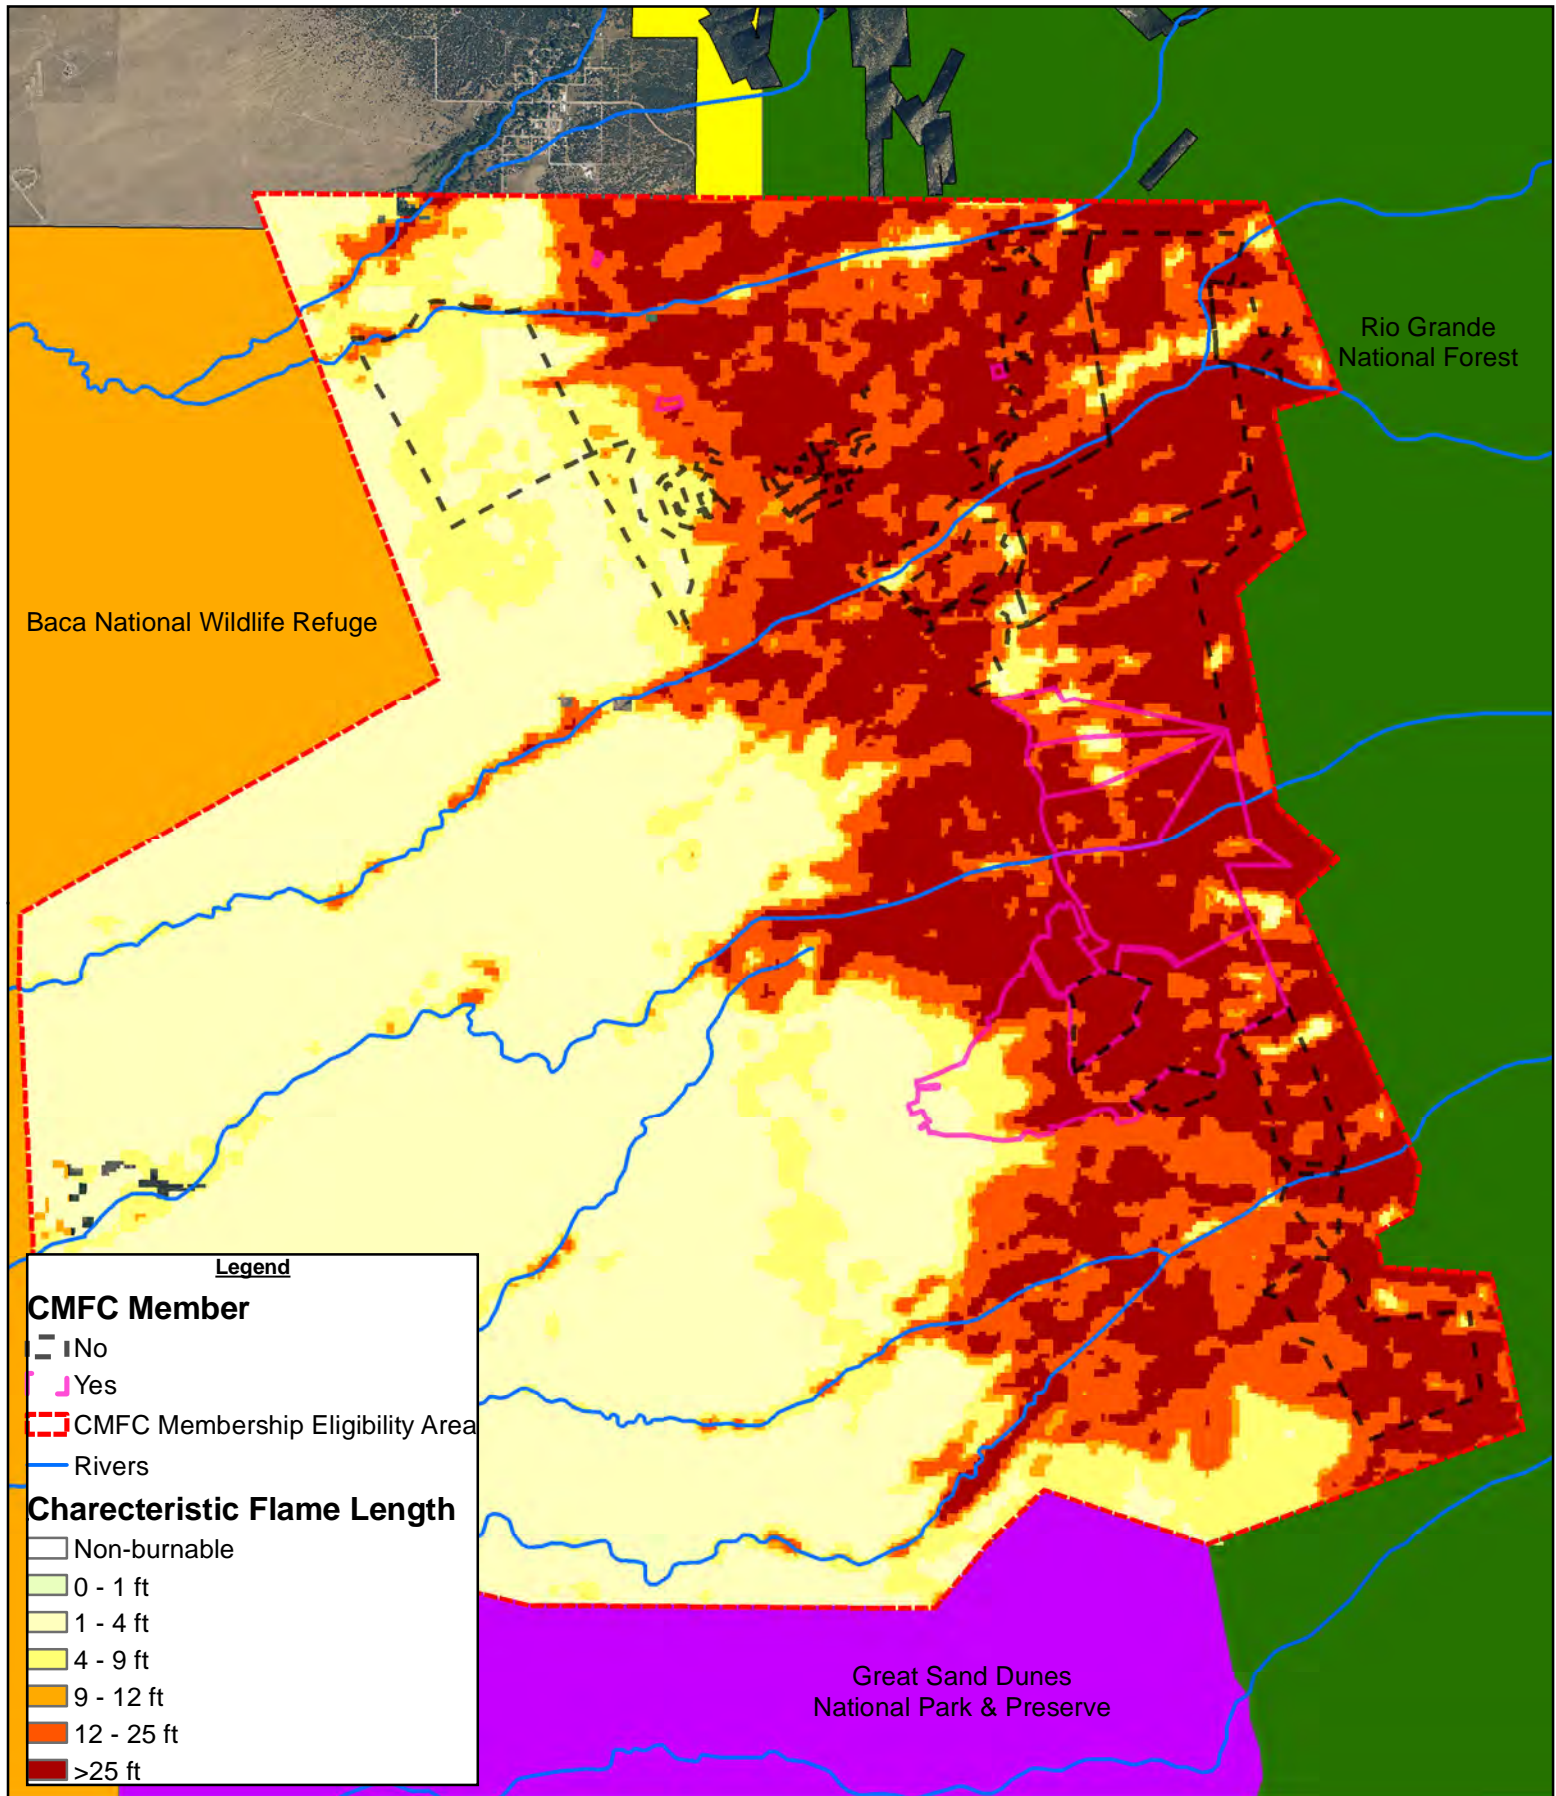 Rio Grande
National Forest
Baca National Wildlife Refuge
Legend
CMFC Member
No
Yes
CMFC Membership Eligibility Area
Rivers
Charecteristic Flame Length
Non-burnable
0 - 1 ft
1 - 4 ft
4 - 9 ft
9 - 12 ft
12 - 25 ft
>25 ft
Great Sand Dunes
National Park & Preserve